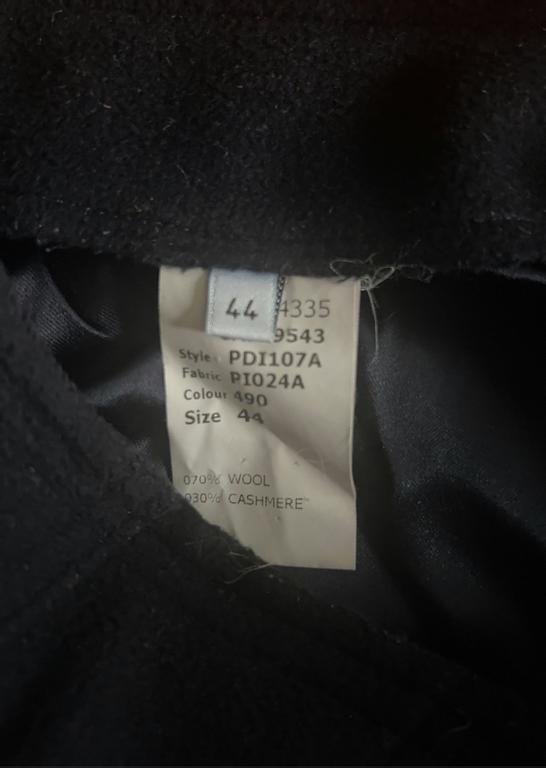 44
4335
9543
Style PDI107A
Fabric PI024A
Colour 490
Size 44
070% WOOL
030% CASHMERE